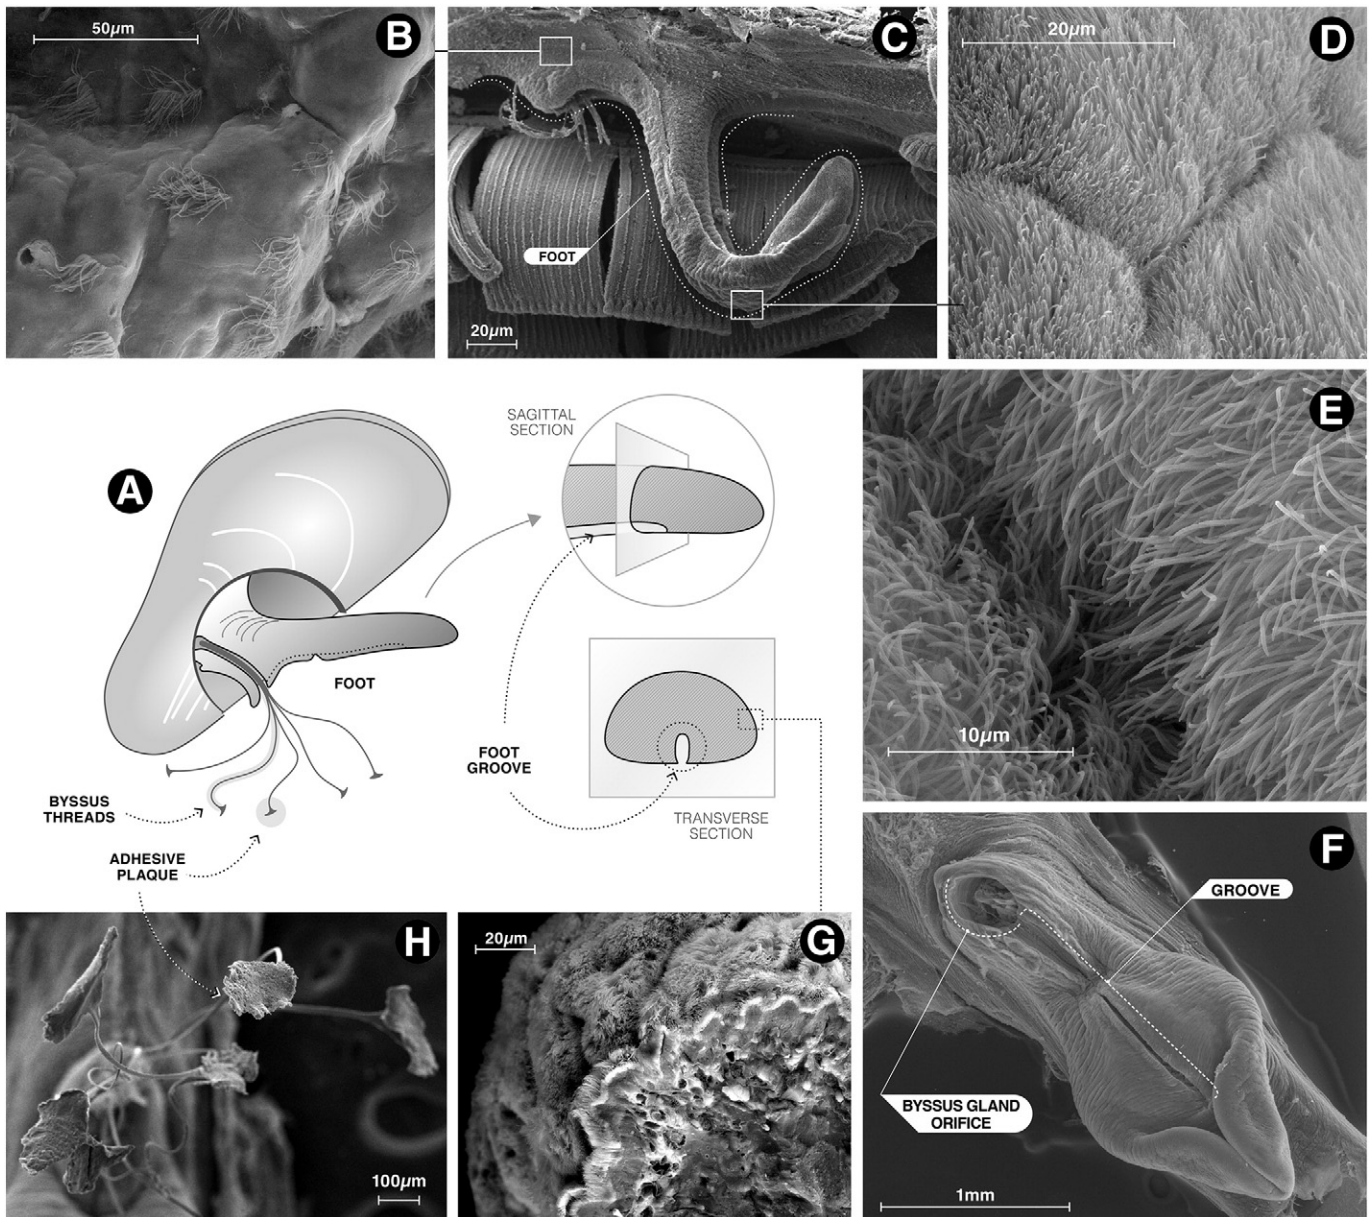 50µm
B
C
20µm
D
FOOT
20µm
SAGITTAL
SECTION
E
A
FOOT
10µm
FOOT
GROOVE
BYSSUS
THREADS
TRANSVERSE
SECTION
ADHESIVE
PLAQUE
F
GROOVE
H
20µm
G
BYSSUS GLAND
ORIFICE
100µm
1mm